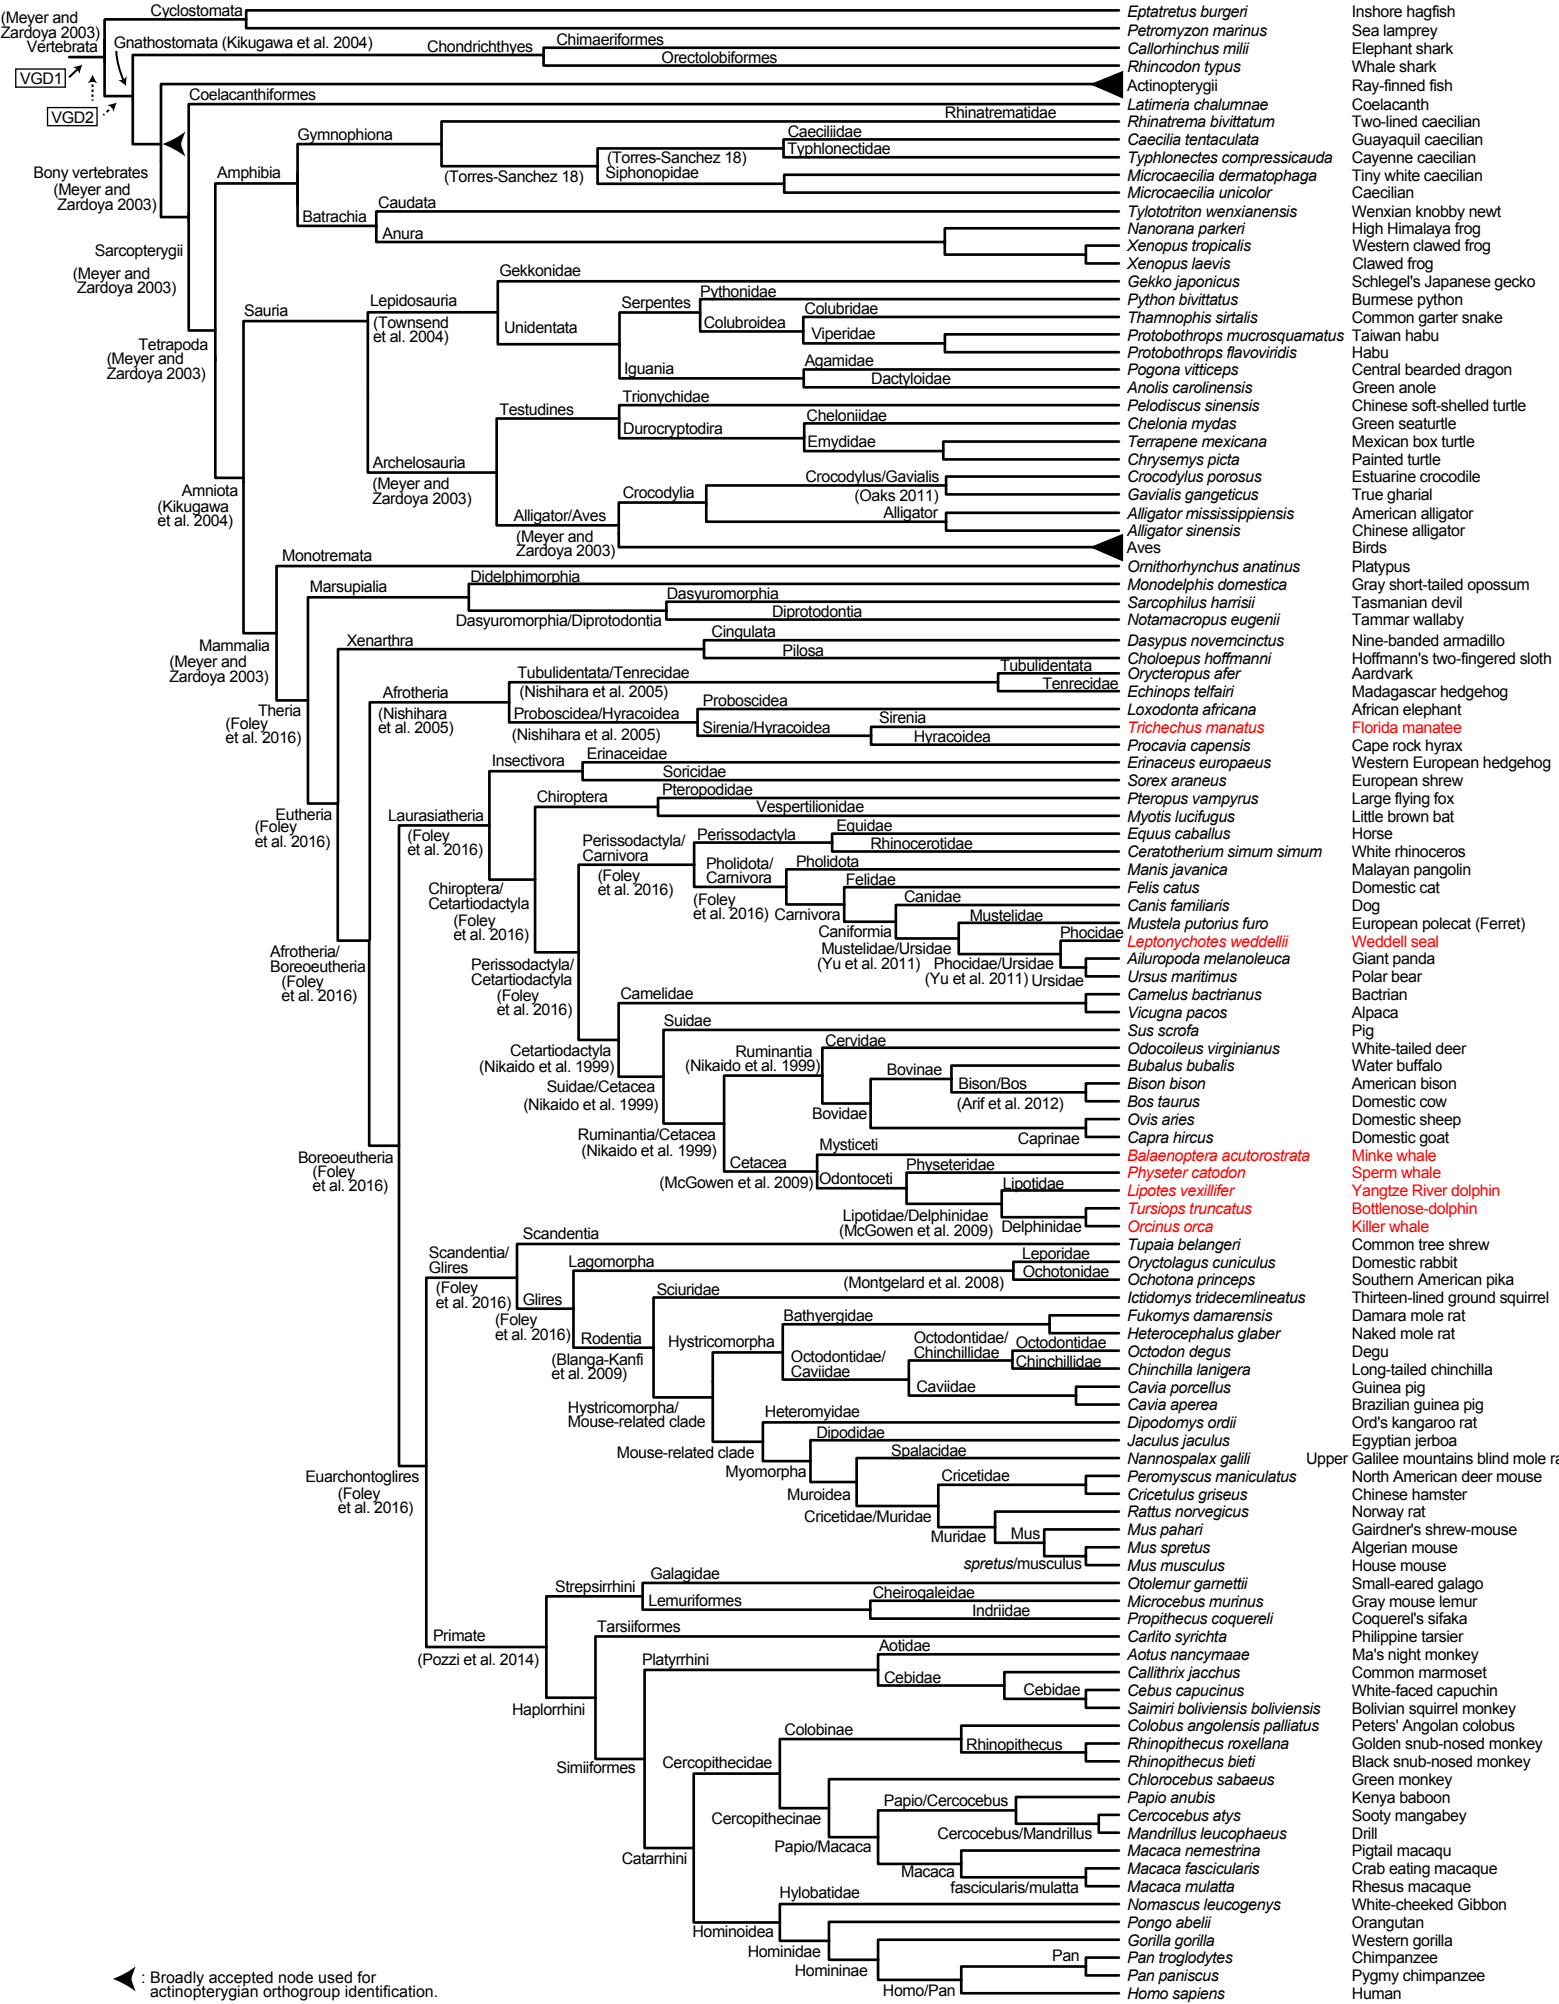 (Meyer and
Zardoya 2003)
Vertebrata
VGD1
VGD2
Cyclostomata
Gnathostomata (Kikugawa et al. 2004)
Chondrichthyes
Chimaeriformes
Orectolobiformes
Coelacanthiformes
Bony vertebrates
(Meyer and
Zardoya 2003)
Sarcopterygii
(Meyer and
Zardoya 2003)
Tetrapoda
(Meyer and
Zardoya 2003)
Amphibia
Gymnophiona
Rhinatrematidae
(Torres-Sanchez 18)
Caeciliidae
Typhlonectidae
(Torres-Sanchez 18)
Siphonopidae
Batrachia
Caudata
Anura
Amniota
(Kikugawa
et al. 2004)
Sauria
Lepidosauria
(Townsend
et al. 2004)
Gekkonidae
Unidentata
Serpentes
Pythonidae
Colubroidea
Colubridae
Viperidae
Iguania
Agamidae
Dactyloidae
Archelosauria
(Meyer and
Zardoya 2003)
Testudines
Trionychidae
Durocryptodira
Cheloniidae
Emydidae
Alligator/Aves
(Meyer and
Zardoya 2003)
Crocodylia
Crocodylus/Gavialis
(Oaks 2011)
Alligator
Mammalia
(Meyer and
Zardoya 2003)
Monotremata
Theria
(Foley
et al. 2016)
Marsupialia
Didelphimorphia
Dasyuromorphia/Diprotodontia
Dasyuromorphia
Diprotodontia
Eutheria
(Foley
et al. 2016)
Xenarthra
Cingulata
Pilosa
Afrotheria/
Boreoeutheria
(Foley
et al. 2016)
Afrotheria
(Nishihara
et al. 2005)
Tubulidentata/Tenrecidae
(Nishihara et al. 2005)
Tubulidentata
Tenrecidae
Proboscidea/Hyracoidea
(Nishihara et al. 2005)
Proboscidea
Sirenia/Hyracoidea
Sirenia
Hyracoidea
Boreoeutheria
(Foley
et al. 2016)
Laurasiatheria
(Foley
et al. 2016)
Insectivora
Erinaceidae
Soricidae
Chiroptera/
Cetartiodactyla
(Foley
et al. 2016)
Chiroptera
Pteropodidae
Vespertilionidae
Perissodactyla/
Cetartiodactyla
(Foley
et al. 2016)
Perissodactyla/
Carnivora
(Foley
et al. 2016)
Perissodactyla
Equidae
Rhinocerotidae
Pholidota/
Carnivora
(Foley
et al. 2016)
Pholidota
Carnivora
Felidae
Caniformia
Canidae
Mustelidae/Ursidae
(Yu et al. 2011)
Mustelidae
Phocidae/Ursidae
(Yu et al. 2011)
Phocidae
Ursidae
Cetartiodactyla
(Nikaido et al. 1999)
Camelidae
Suidae/Cetacea
(Nikaido et al. 1999)
Suidae
Ruminantia/Cetacea
(Nikaido et al. 1999)
Ruminantia
(Nikaido et al. 1999)
Cervidae
Bovidae
Bovinae
Bison/Bos
(Arif et al. 2012)
Caprinae
Cetacea
(McGowen et al. 2009)
Mysticeti
Odontoceti
Physeteridae
Lipotidae/Delphinidae
(McGowen et al. 2009)
Lipotidae
Delphinidae
Euarchontoglires
(Foley
et al. 2016)
Scandentia/
Glires
(Foley
et al. 2016)
Scandentia
Glires
(Foley
et al. 2016)
Lagomorpha
(Montgelard et al. 2008)
Leporidae
Ochotonidae
Rodentia
(Blanga-Kanfi
et al. 2009)
Sciuridae
Hystricomorpha/
Mouse-related clade
Hystricomorpha
Bathyergidae
Octodontidae/
Caviidae
Octodontidae/
Chinchillidae
Octodontidae
Chinchillidae
Caviidae
Mouse-related clade
Heteromyidae
Myomorpha
Dipodidae
Muroidea
Spalacidae
Cricetidae/Muridae
Cricetidae
Muridae
Mus
spretus/musculus
Primate
(Pozzi et al. 2014)
Strepsirrhini
Galagidae
Lemuriformes
Cheirogaleidae
Indriidae
Haplorrhini
Tarsiiformes
Simiiformes
Platyrrhini
Aotidae
Cebidae
Cebidae
Catarrhini
Cercopithecidae
Colobinae
Rhinopithecus
Cercopithecinae
Papio/Macaca
Papio/Cercocebus
Cercocebus/Mandrillus
Macaca
fascicularis/mulatta
Hominoidea
Hylobatidae
Hominidae
Homininae
Homo/Pan
Pan
Eptatretus burgeri Inshore hagfish
Petromyzon marinus Sea lamprey
Callorhinchus milii Elephant shark
Rhincodon typus Whale shark
Actinopterygii Ray-finned fish
Latimeria chalumnae Coelacanth
Rhinatrema bivittatum Two-lined caecilian
Caecilia tentaculata Guayaquil caecilian
Typhlonectes compressicauda Cayenne caecilian
Microcaecilia dermatophaga Tiny white caecilian
Microcaecilia unicolor Caecilian
Tylototriton wenxianensis Wenxian knobby newt
Nanorana parkeri High Himalaya frog
Xenopus tropicalis Western clawed frog
Xenopus laevis Clawed frog
Gekko japonicus Schlegel's Japanese gecko
Python bivittatus Burmese python
Thamnophis sirtalis Common garter snake
Protobothrops mucrosquamatus Taiwan habu
Protobothrops flavoviridis Habu
Pogona vitticeps Central bearded dragon
Anolis carolinensis Green anole
Pelodiscus sinensis Chinese soft-shelled turtle
Chelonia mydas Green seaturtle
Terrapene mexicana Mexican box turtle
Chrysemys picta Painted turtle
Crocodylus porosus Estuarine crocodile
Gavialis gangeticus True gharial
Alligator mississippiensis American alligator
Alligator sinensis Chinese alligator
Aves Birds
Ornithorhynchus anatinus Platypus
Monodelphis domestica Gray short-tailed opossum
Sarcophilus harrisii Tasmanian devil
Notamacropus eugenii Tammar wallaby
Dasypus novemcinctus Nine-banded armadillo
Choloepus hoffmanni Hoffmann's two-fingered sloth
Orycteropus afer Aardvark
Echinops telfairi Madagascar hedgehog
Loxodonta africana African elephant
Trichechus manatus Florida manatee
Procavia capensis Cape rock hyrax
Erinaceus europaeus Western European hedgehog
Sorex araneus European shrew
Pteropus vampyrus Large flying fox
Myotis lucifugus Little brown bat
Equus caballus Horse
Ceratotherium simum simum White rhinoceros
Manis javanica Malayan pangolin
Felis catus Domestic cat
Canis familiaris Dog
Mustela putorius furo European polecat (Ferret)
Leptonychotes weddellii Weddell seal
Ailuropoda melanoleuca Giant panda
Ursus maritimus Polar bear
Camelus bactrianus Bactrian
Vicugna pacos Alpaca
Sus scrofa Pig
Odocoileus virginianus White-tailed deer
Bubalus bubalis Water buffalo
Bison bison American bison
Bos taurus Domestic cow
Ovis aries Domestic sheep
Capra hircus Domestic goat
Balaenoptera acutorostrata Minke whale
Physeter catodon Sperm whale
Lipotes vexillifer Yangtze River dolphin
Tursiops truncatus Bottlenose-dolphin
Orcinus orca Killer whale
Tupaia belangeri Common tree shrew
Oryctolagus cuniculus Domestic rabbit
Ochotona princeps Southern American pika
Ictidomys tridecemlineatus Thirteen-lined ground squirrel
Fukomys damarensis Damara mole rat
Heterocephalus glaber Naked mole rat
Octodon degus Degu
Chinchilla lanigera Long-tailed chinchilla
Cavia porcellus Guinea pig
Cavia aperea Brazilian guinea pig
Dipodomys ordii Ord's kangaroo rat
Jaculus jaculus Egyptian jerboa
Nannospalax galili Upper Galilee mountains blind mole ra
Peromyscus maniculatus North American deer mouse
Cricetulus griseus Chinese hamster
Rattus norvegicus Norway rat
Mus pahari Gairdner's shrew-mouse
Mus spretus Algerian mouse
Mus musculus House mouse
Otolemur garnettii Small-eared galago
Microcebus murinus Gray mouse lemur
Propithecus coquereli Coquerel's sifaka
Carlito syrichta Philippine tarsier
Aotus nancymaae Ma's night monkey
Callithrix jacchus Common marmoset
Cebus capucinus White-faced capuchin
Saimiri boliviensis boliviensis Bolivian squirrel monkey
Colobus angolensis palliatus Peters' Angolan colobus
Rhinopithecus roxellana Golden snub-nosed monkey
Rhinopithecus bieti Black snub-nosed monkey
Chlorocebus sabaeus Green monkey
Papio anubis Kenya baboon
Cercocebus atys Sooty mangabey
Mandrillus leucophaeus Drill
Macaca nemestrina Pigtail macaqu
Macaca fascicularis Crab eating macaque
Macaca mulatta Rhesus macaque
Nomascus leucogenys White-cheeked Gibbon
Pongo abelii Orangutan
Gorilla gorilla Western gorilla
Pan troglodytes Chimpanzee
Pan paniscus Pygmy chimpanzee
Homo sapiens Human
: Broadly accepted node used for
actinopterygian orthogroup identification.